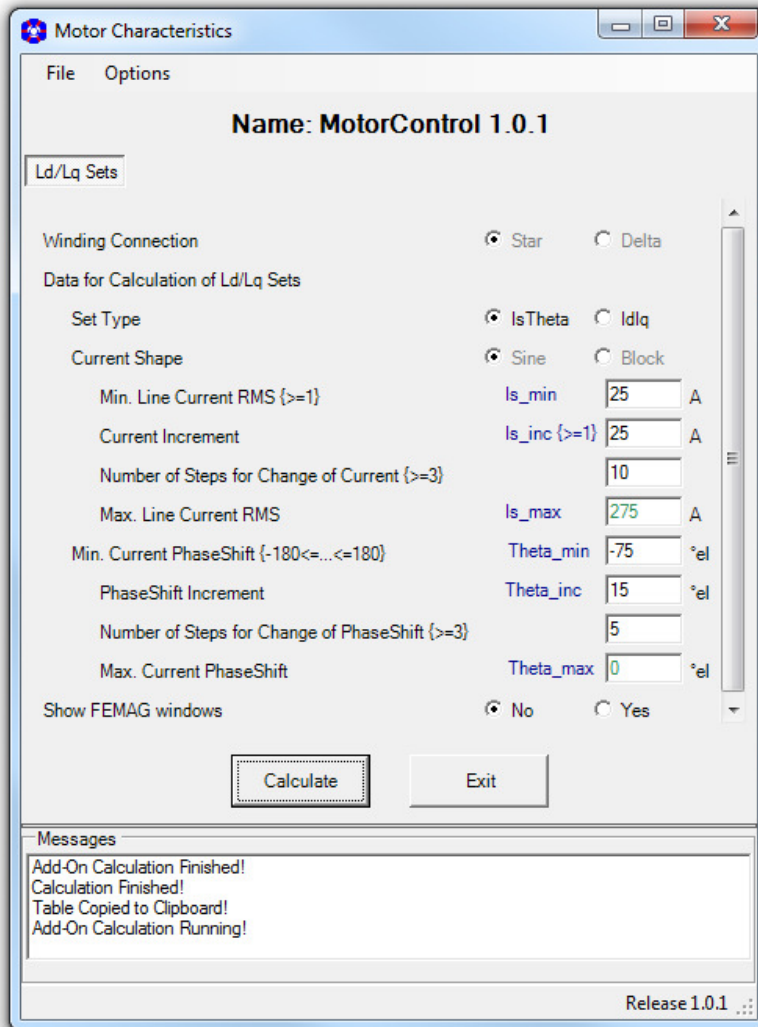 Motor Characteristics
File Options
Name: MotorControl 1.0.1
Ld/Lq Sets
Winding Connection Star Delta
Data for Calculation of Ld/Lq Sets
Set Type IsTheta IdIq
Current Shape Sine Block
Min. Line Current RMS {>=1} Is_min 25 A
Current Increment Is_inc {>=1} 25 A
Number of Steps for Change of Current {>=3} 10
Max. Line Current RMS Is_max 275 A
Min. Current PhaseShift {-180<=...<=180} Theta_min -75 °el
PhaseShift Increment Theta_inc 15 °el
Number of Steps for Change of PhaseShift {>=3} 5
Max. Current PhaseShift Theta_max 0 °el
Show FEMAG windows No Yes
Calculate Exit
Messages
Add-On Calculation Finished!
Calculation Finished!
Table Copied to Clipboard!
Add-On Calculation Running!
Release 1.0.1